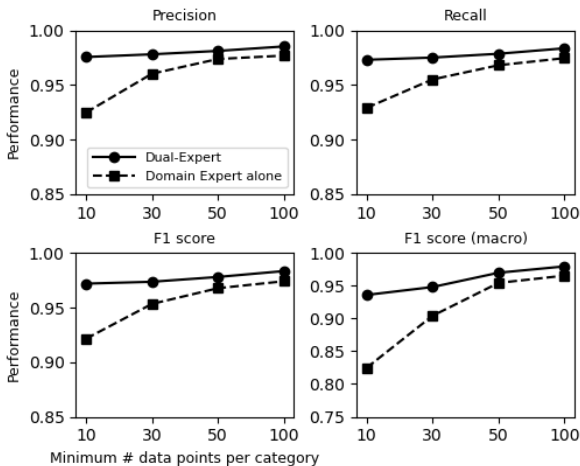 Precision
Recall
1.00
0.95
0.90
0.85
Performance
Dual-Expert
Domain Expert alone
10 30 50 100
1.00
0.95
0.90
0.85
10 30 50 100
F1 score
F1 score (macro)
1.00
0.95
0.90
0.85
Performance
10 30 50 100
1.00
0.95
0.90
0.85
0.80
0.75
10 30 50 100
Minimum # data points per category